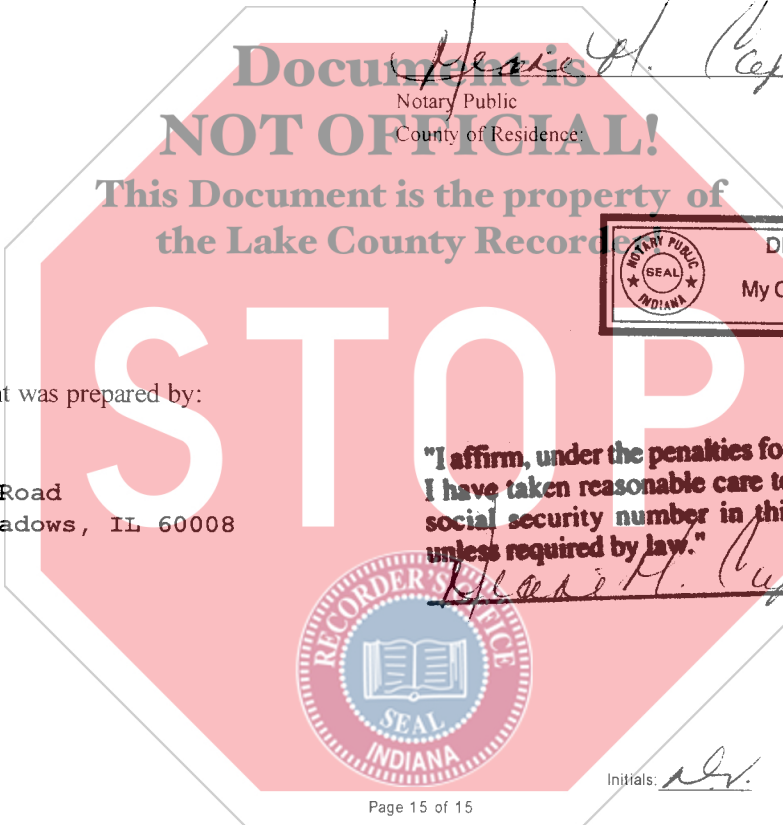 Document is
NOT OFFICIAL!
This Document is the property of
the Lake County Recorder!
Notary Public
County of Residence:
NOTARY PUBLIC
SEAL
INDIANA
D
My C
STOP
nt was prepared by:
"I affirm, under the penalties fo
I have taken reasonable care to
social security number in thi
unless required by law."
Road
adows, IL 60008
RECORDER'S OFFICE
SEAL
INDIANA
Initials:
Page 15 of 15